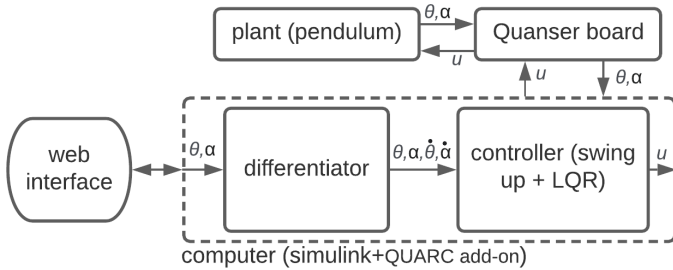 plant (pendulum)
θ,α
u
Quanser board
u
θ,α
web
interface
θ,α
differentiator
θ,α,θ̇,α̇
controller (swing
up + LQR)
u
computer (simulink+QUARC add-on)